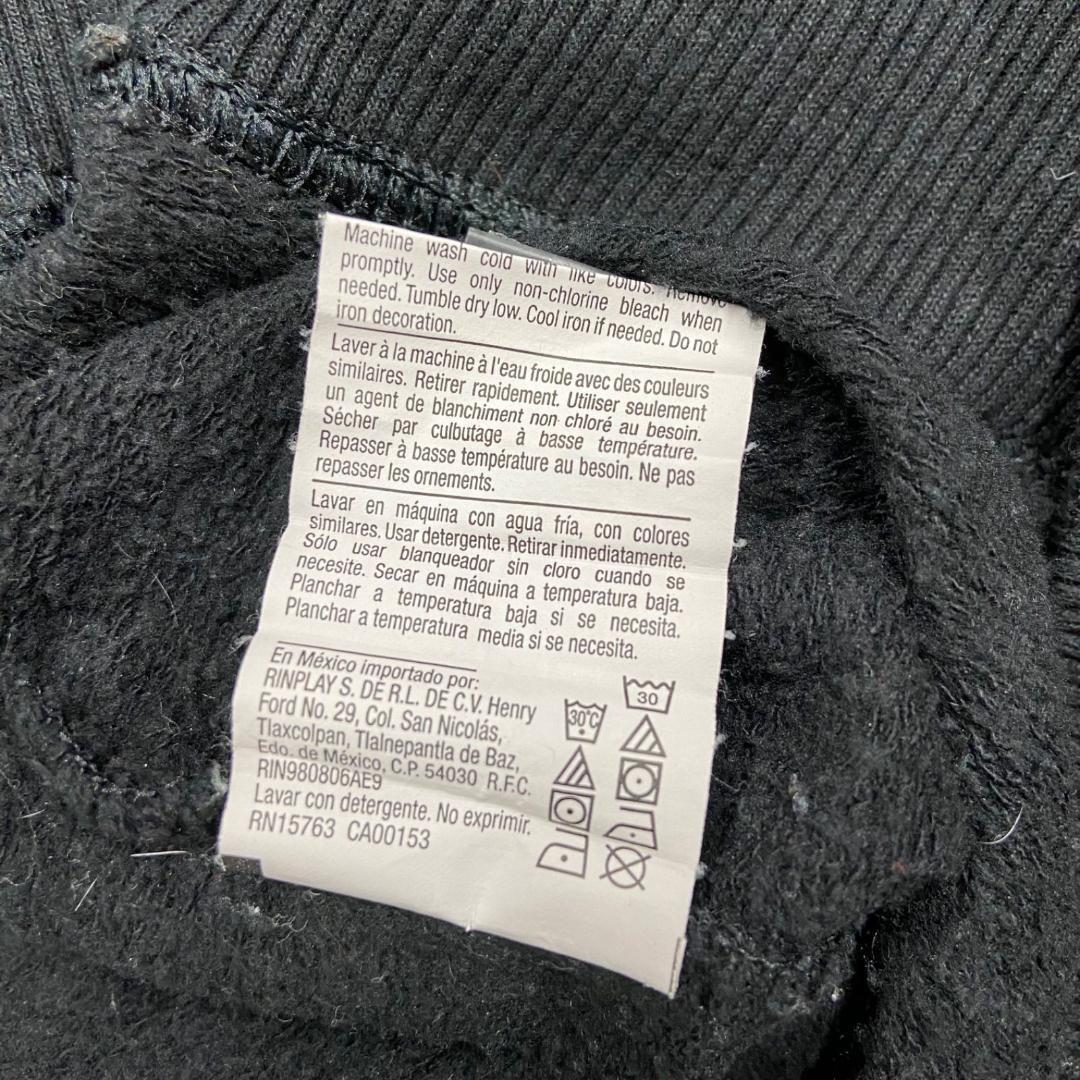 Machine wash cold with like colors. Remove
promptly. Use only non-chlorine bleach when
needed. Tumble dry low. Cool iron if needed. Do not
iron decoration.
Laver à la machine à l'eau froide avec des couleurs
similaires. Retirer rapidement. Utiliser seulement
un agent de blanchiment non chloré au besoin.
Sécher par culbutage à basse température.
Repasser à basse température au besoin. Ne pas
repasser les ornements.
Lavar en máquina con agua fría, con colores
similares. Usar detergente. Retirar inmediatamente.
Sólo usar blanqueador sin cloro cuando se
necesite. Secar en máquina a temperatura baja.
Planchar a temperatura baja si se necesita.
Planchar a temperatura media si se necesita.
En México importado por:
RINPLAY S. DE R.L. DE C.V. Henry
Ford No. 29, Col. San Nicolás,
Tlaxcolpan, Tlalnepantla de Baz,
Edo. de México, C.P. 54030 R.F.C.
RIN980806AE9
Lavar con detergente. No exprimir.
RN15763 CA00153
30°C
30